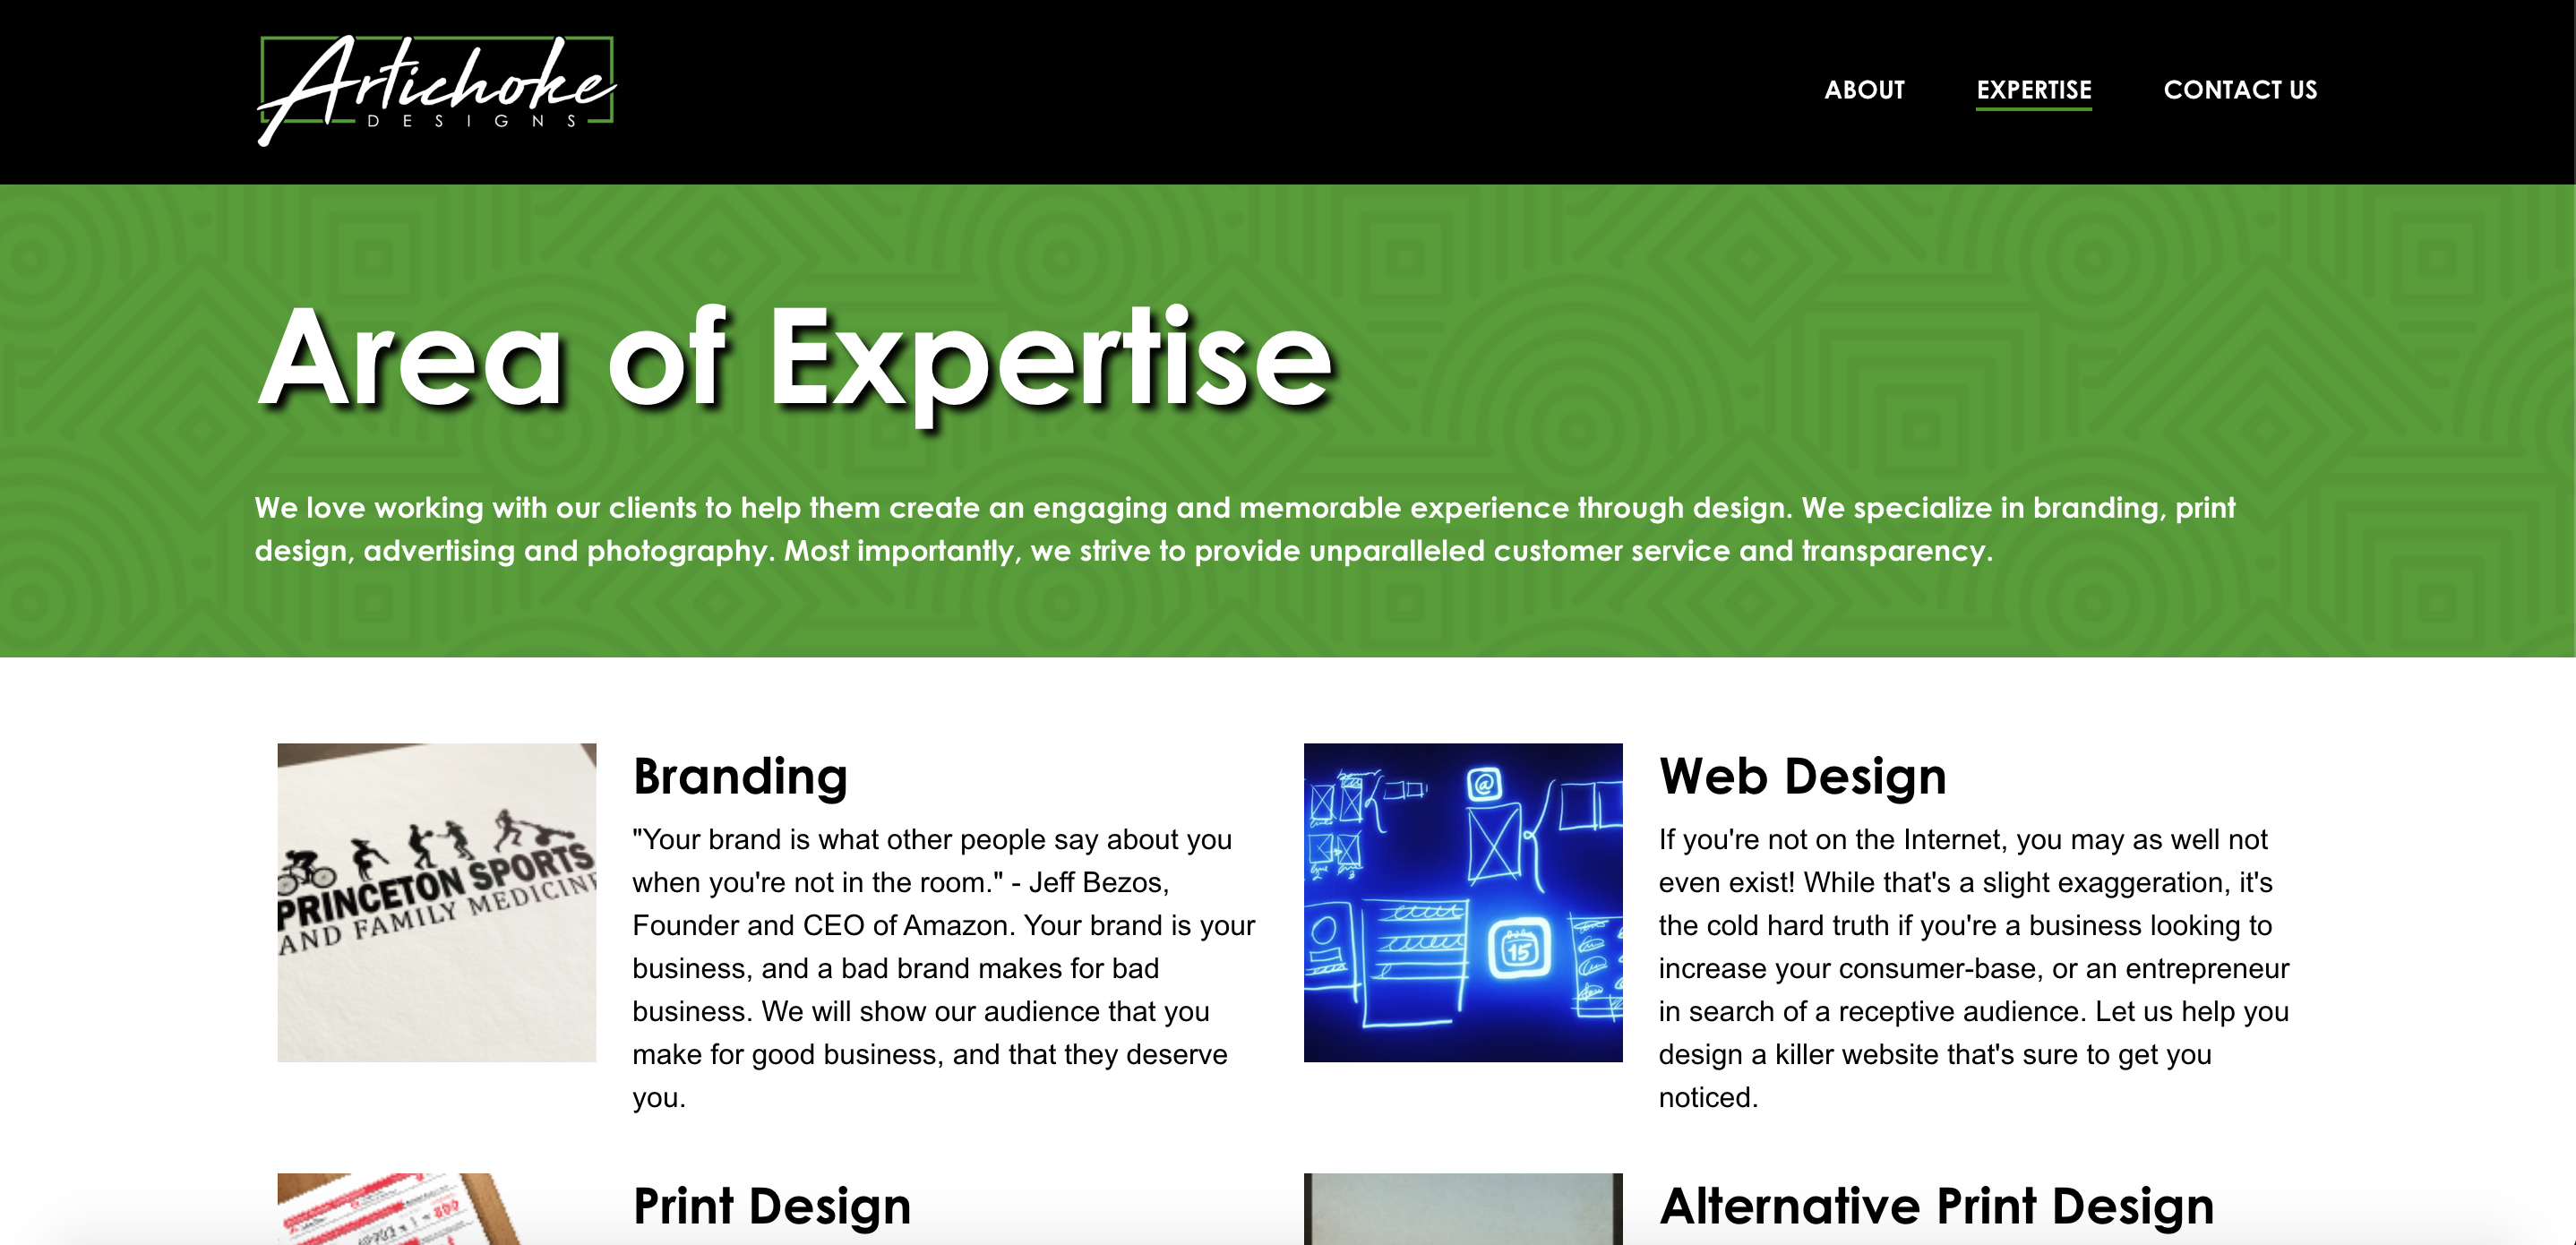 Artichoke
DESIGNS
ABOUT
EXPERTISE
CONTACT US
Area of Expertise
We love working with our clients to help them create an engaging and memorable experience through design. We specialize in branding, print
design, advertising and photography. Most importantly, we strive to provide unparalleled customer service and transparency.
PRINCETON SPORTS
AND FAMILY MEDICINE
Branding
"Your brand is what other people say about you
when you're not in the room." - Jeff Bezos,
Founder and CEO of Amazon. Your brand is your
business, and a bad brand makes for bad
business. We will show our audience that you
make for good business, and that they deserve
you.
@
15
Web Design
If you're not on the Internet, you may as well not
even exist! While that's a slight exaggeration, it's
the cold hard truth if you're a business looking to
increase your consumer-base, or an entrepreneur
in search of a receptive audience. Let us help you
design a killer website that's sure to get you
noticed.
Print Design
Alternative Print Design